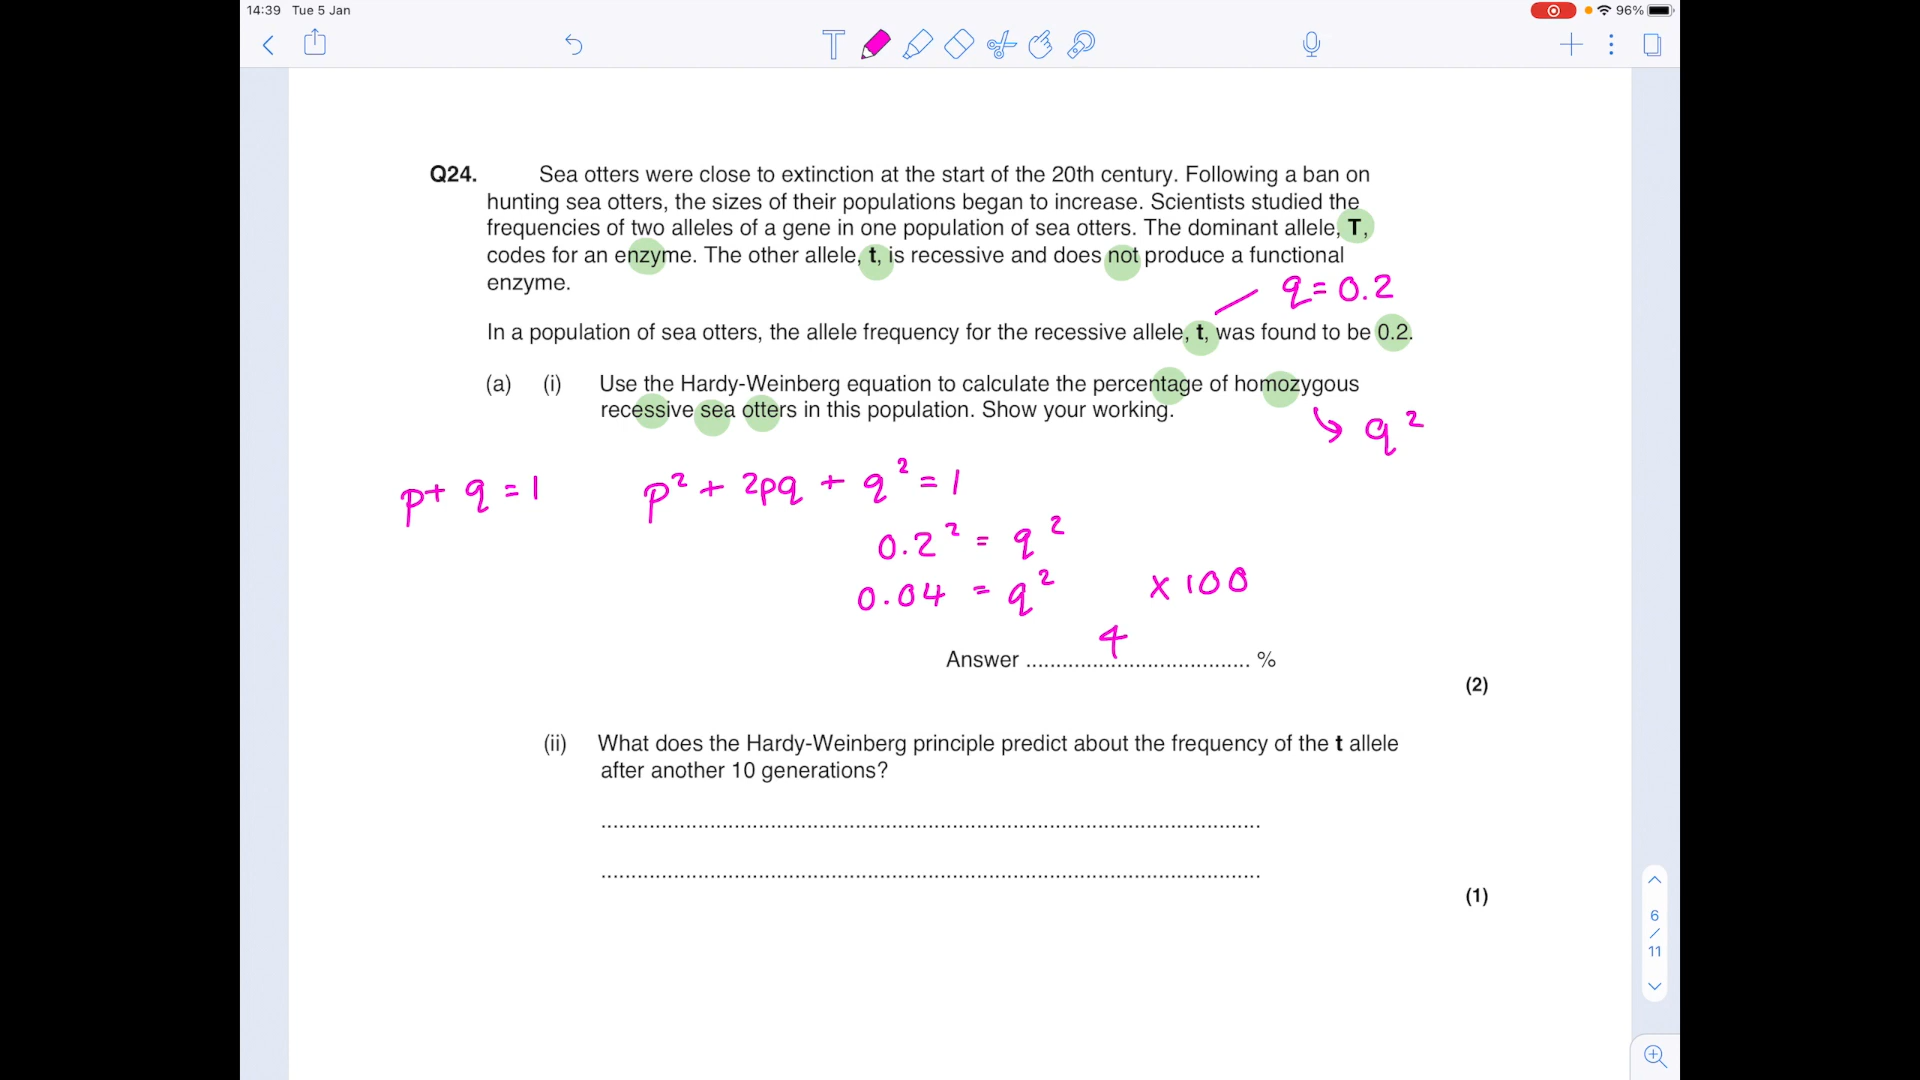 14:39 Tue 5 Jan
96%
T
Q24. Sea otters were close to extinction at the start of the 20th century. Following a ban on
hunting sea otters, the sizes of their populations began to increase. Scientists studied the
frequencies of two alleles of a gene in one population of sea otters. The dominant allele, T,
codes for an enzyme. The other allele, t, is recessive and does not produce a functional
enzyme.
q = 0.2
In a population of sea otters, the allele frequency for the recessive allele, t, was found to be 0.2.
(a) (i) Use the Hardy-Weinberg equation to calculate the percentage of homozygous
recessive sea otters in this population. Show your working.
q²
p + q = 1 p² + 2pq + q² = 1
0.2² = q²
0.04 = q² × 100
4
Answer ..................................... %
(2)
(ii) What does the Hardy-Weinberg principle predict about the frequency of the t allele
after another 10 generations?
.............................................................................................................
.............................................................................................................
(1)
6
/
11